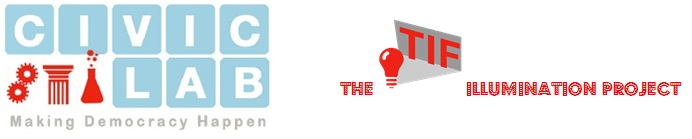 CIVIC
LAB
Making Democracy Happen
THE TIF ILLUMINATION PROJECT